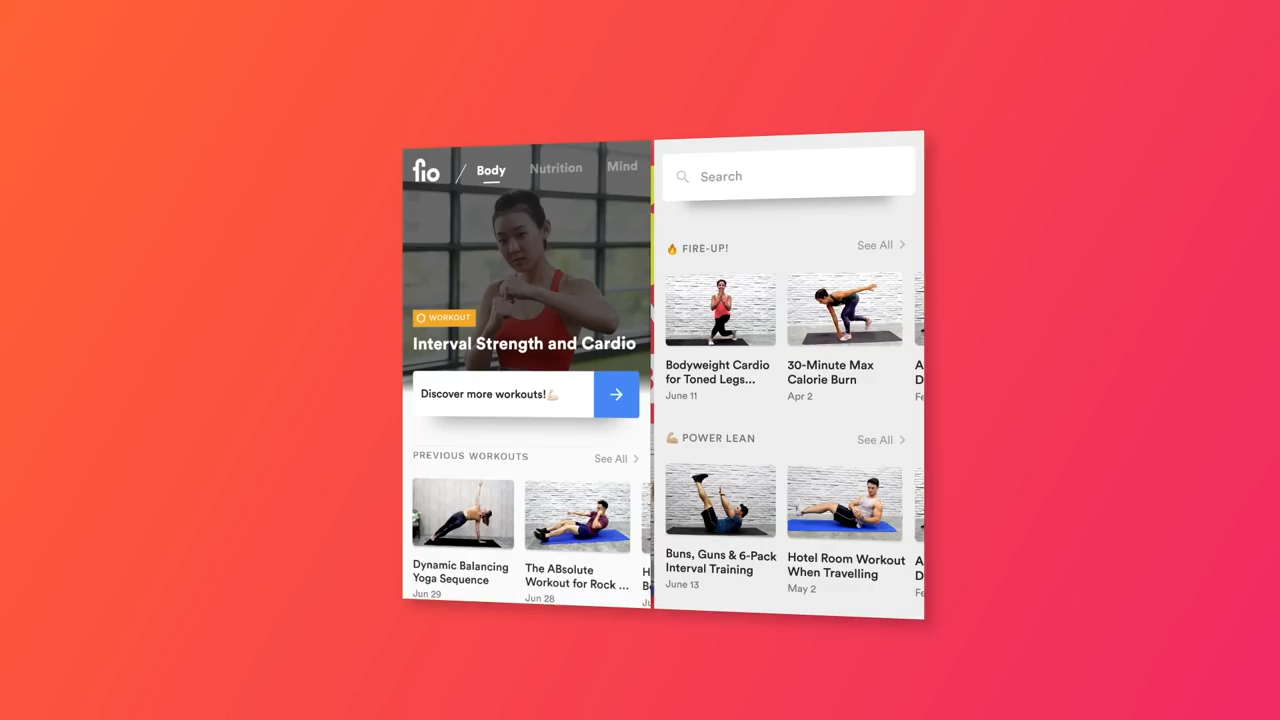 fio / Body Nutrition Mind
WORKOUT
Interval Strength and Cardio
Discover more workouts!💪🏼
PREVIOUS WORKOUTS
See All
Dynamic Balancing
Yoga Sequence
Jun 29
The ABsolute
Workout for Rock ...
Jun 28
Search
🔥 FIRE-UP!
See All
Bodyweight Cardio
for Toned Legs...
June 11
30-Minute Max
Calorie Burn
Apr 2
💪🏼 POWER LEAN
See All
Buns, Guns & 6-Pack
Interval Training
June 13
Hotel Room Workout
When Travelling
May 2